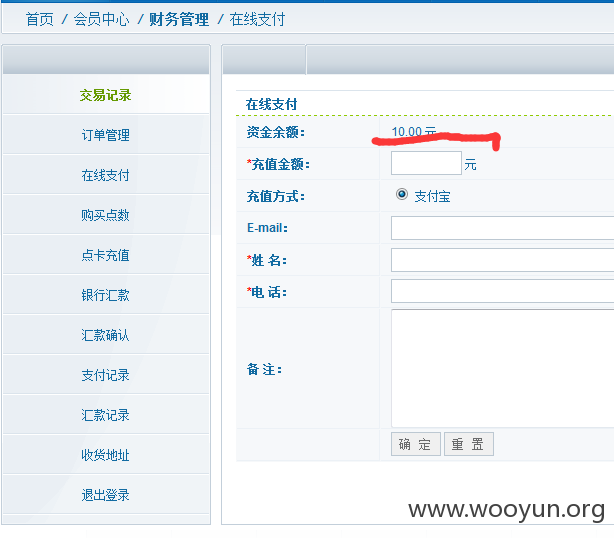 首页 / 会员中心 / 财务管理 / 在线支付
交易记录
订单管理
在线支付
购买点数
点卡充值
银行汇款
汇款确认
支付记录
汇款记录
收货地址
退出登录
在线支付
资金余额： 10.00 元
*充值金额： 元
充值方式： 支付宝
E-mail：
*姓 名：
*电 话：
备 注：
确 定 重 置
www.wooyun.org